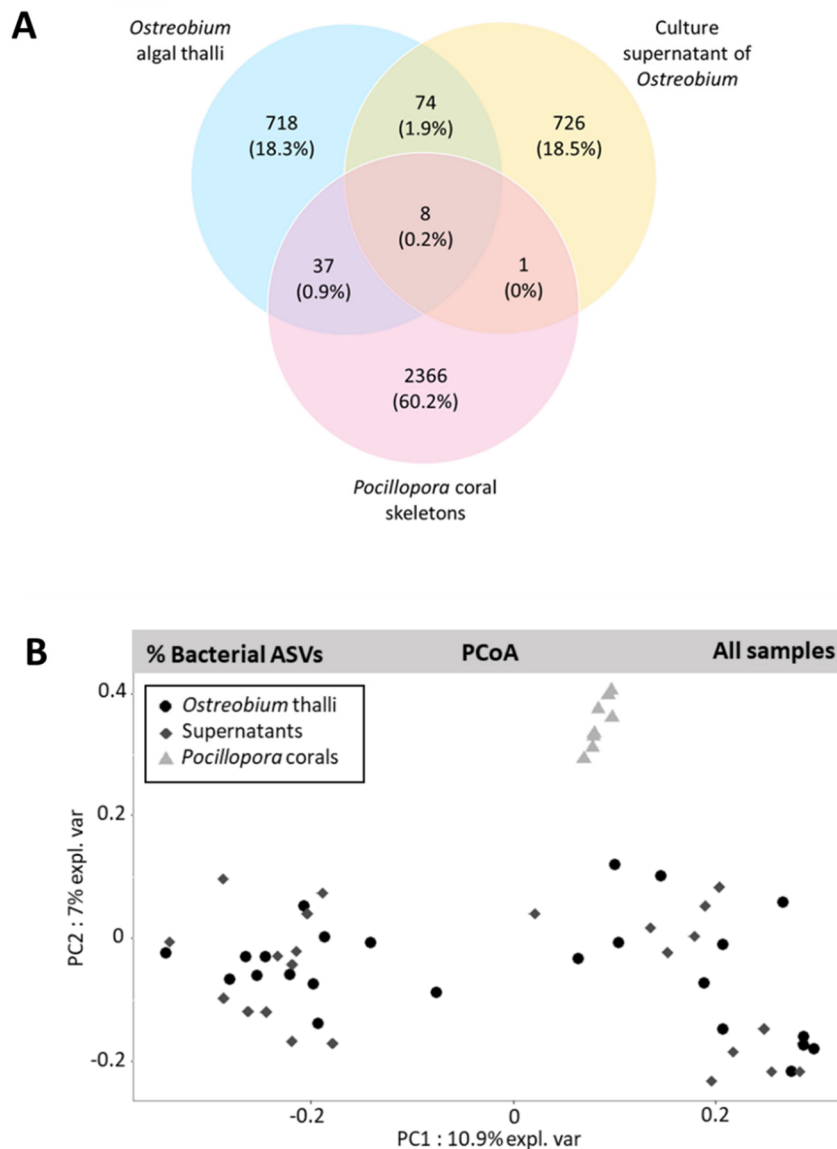 A
Ostreobium
algal thalli
Culture
supernatant of
Ostreobium
74
(1.9%)
718
(18.3%)
726
(18.5%)
8
(0.2%)
37
(0.9%)
1
(0%)
2366
(60.2%)
Pocillopora coral
skeletons
B
% Bacterial ASVs PCoA All samples
Ostreobium thalli
Supernatants
Pocillopora corals
0.4
0.2
0
-0.2
PC2 : 7% expl. var
-0.2 0 0.2
PC1 : 10.9% expl. var